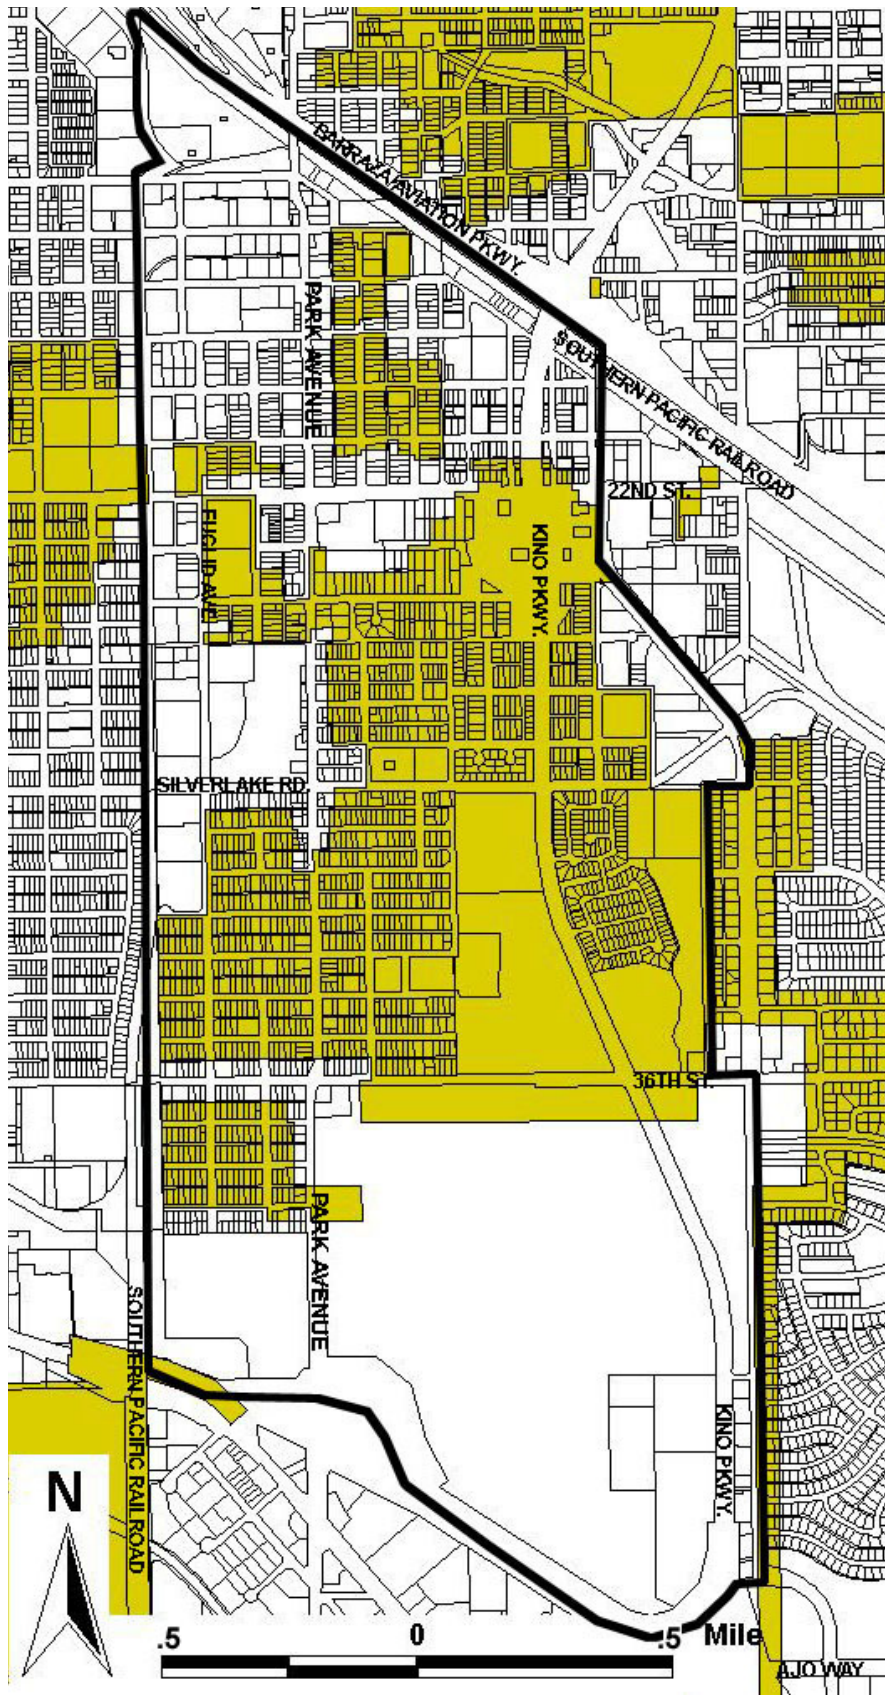 BARRAZA/AVIATION PKWY.
PARK AVENUE
SOUTHERN PACIFIC RAILROAD
22ND ST.
EUCLID AVE.
KINO PKWY.
SILVERLAKE RD.
36TH ST.
PARK AVENUE
SOUTHERN PACIFIC RAILROAD
KINO PKWY.
N
.5 0 .5 Mile
AJO WAY